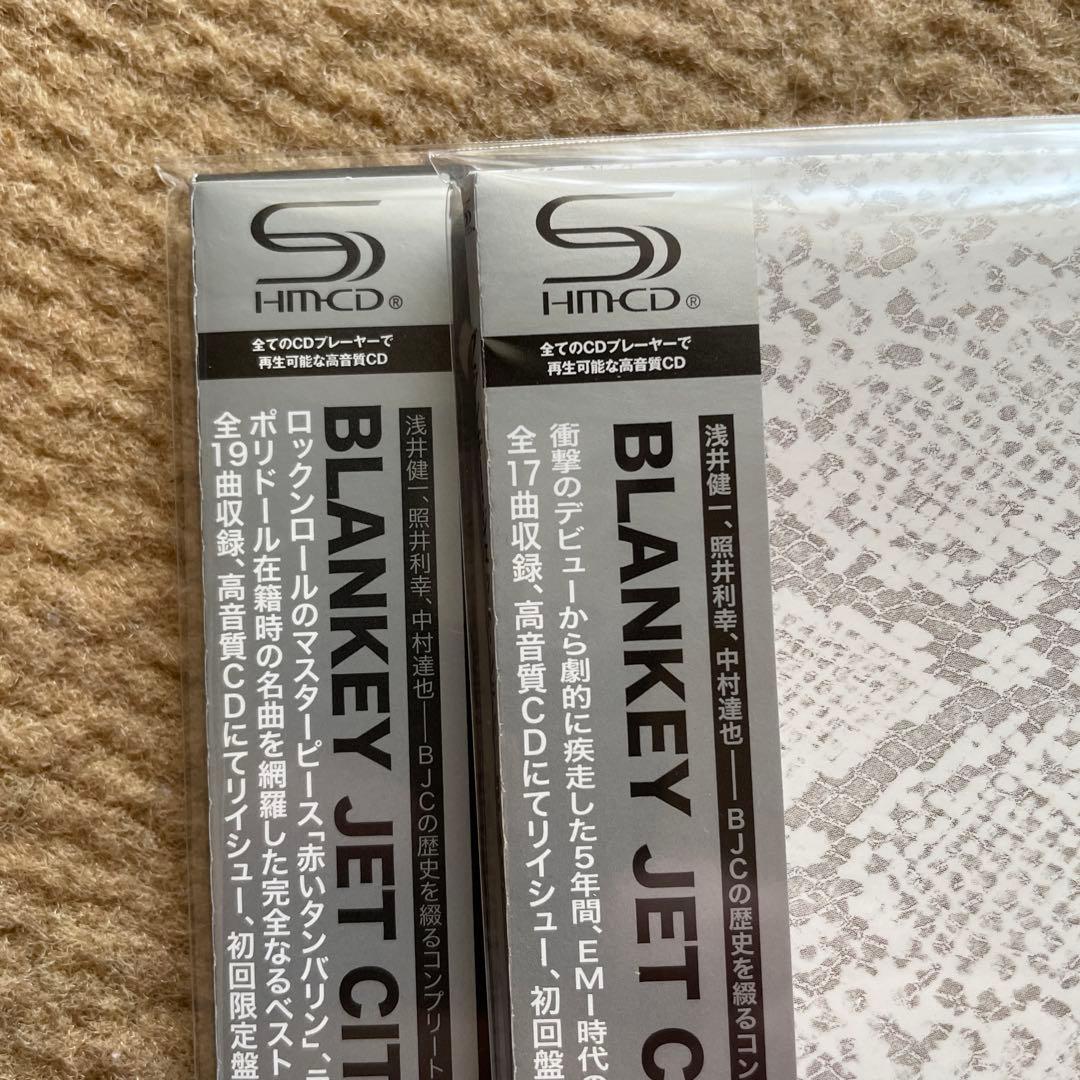 SHM-CD®
全てのCDプレーヤーで
再生可能な高音質CD
浅井健一、照井利幸、中村達也――BJCの歴史を綴るコンプリート
BLANKEY JET CIT
ロックンロールのマスターピース「赤いタンバリン」、
ポリドール在籍時の名曲を網羅した完全なるベスト
全19曲収録、高音質CDにてリイシュー、初回限定盤
SHM-CD®
全てのCDプレーヤーで
再生可能な高音質CD
浅井健一、照井利幸、中村達也――BJCの歴史を綴るコン
BLANKEY JET C
衝撃のデビューから劇的に疾走した5年間、EMI時代の
全17曲収録、高音質CDにてリイシュー、初回盤